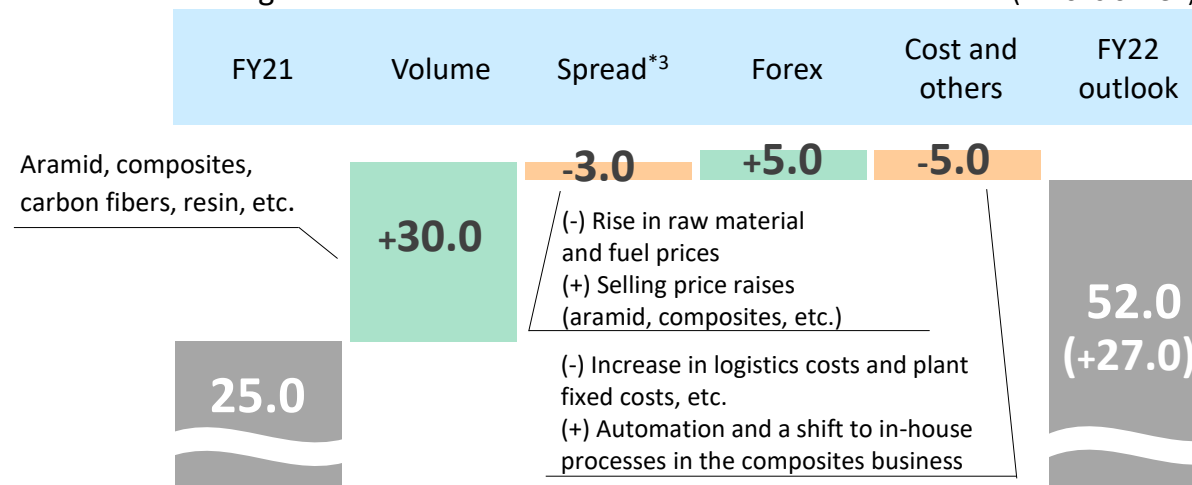 FY21
Volume
Spread*3
Forex
Cost and
others
FY22
outlook
Aramid, composites,
carbon fibers, resin, etc.
25.0
+30.0
-3.0
+5.0
-5.0
52.0
(+27.0)
(-) Rise in raw material
and fuel prices
(+) Selling price raises
(aramid, composites, etc.)
(-) Increase in logistics costs and plant
fixed costs, etc.
(+) Automation and a shift to in-house
processes in the composites business